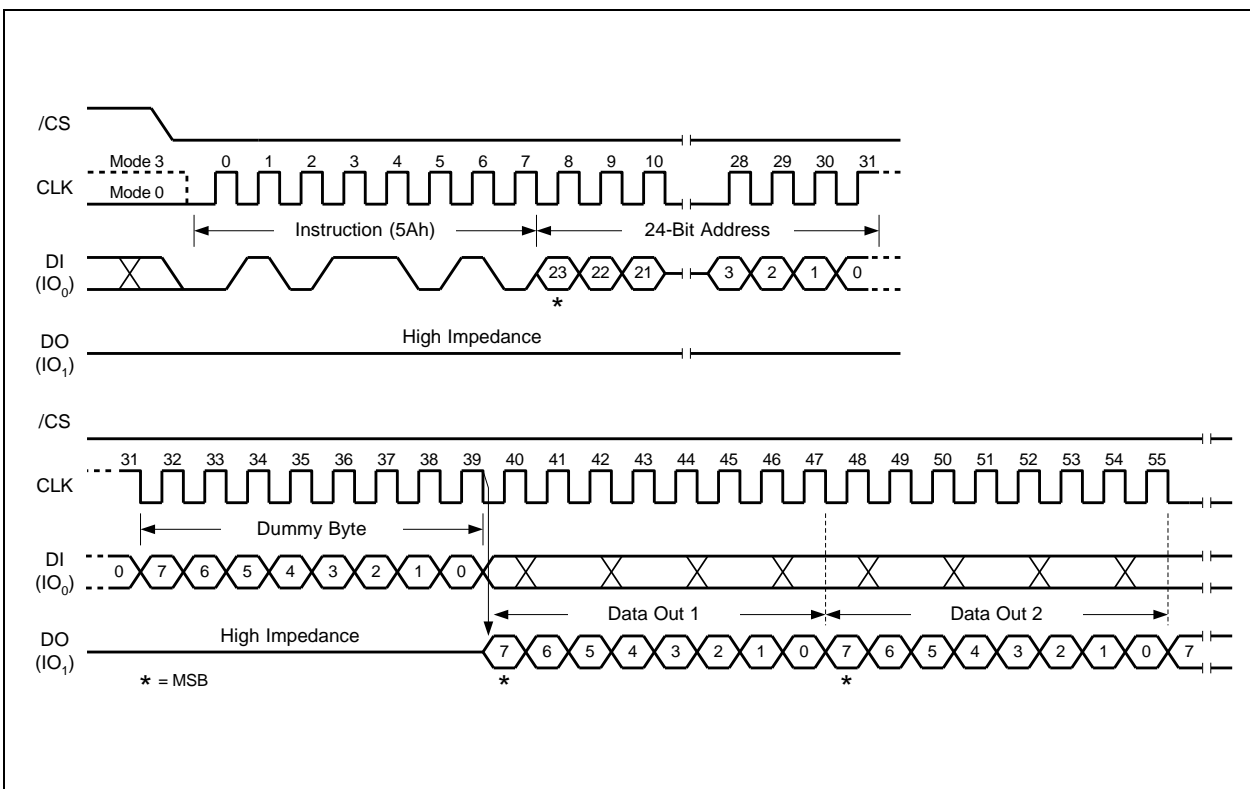 /CS
Mode 3 0 1 2 3 4 5 6 7 8 9 10 28 29 30 31
CLK
Mode 0
Instruction (5Ah) 24-Bit Address
DI
(IO0)
23 22 21 3 2 1 0
*
High Impedance
DO
(IO1)
/CS
31 32 33 34 35 36 37 38 39 40 41 42 43 44 45 46 47 48 49 50 51 52 53 54 55
CLK
Dummy Byte
DI
(IO0)
0 7 6 5 4 3 2 1 0
Data Out 1 Data Out 2
High Impedance
DO
(IO1)
7 6 5 4 3 2 1 0 7 6 5 4 3 2 1 0 7
* = MSB * *